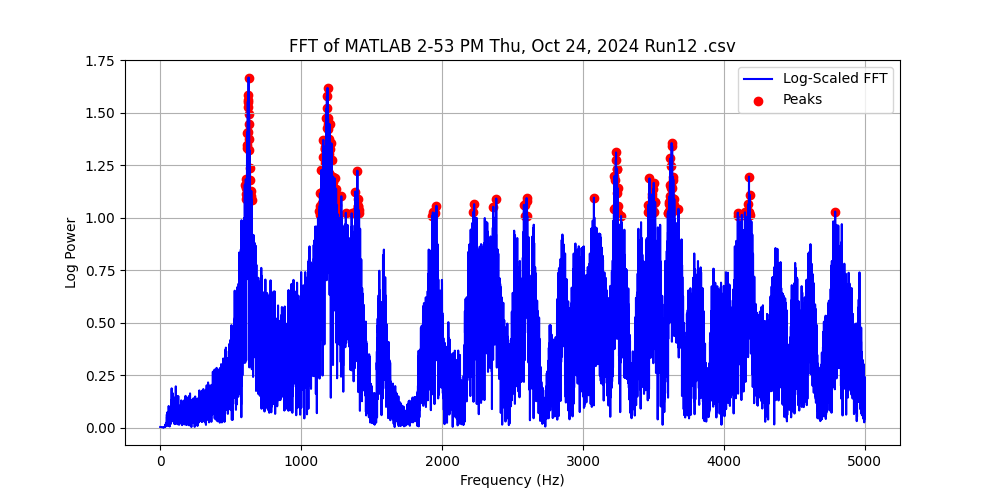 FFT of MATLAB 2-53 PM Thu, Oct 24, 2024 Run12 .csv
Log-Scaled FFT
Peaks
1.75
1.50
1.25
1.00
0.75
0.50
0.25
0.00
Log Power
0 1000 2000 3000 4000 5000
Frequency (Hz)